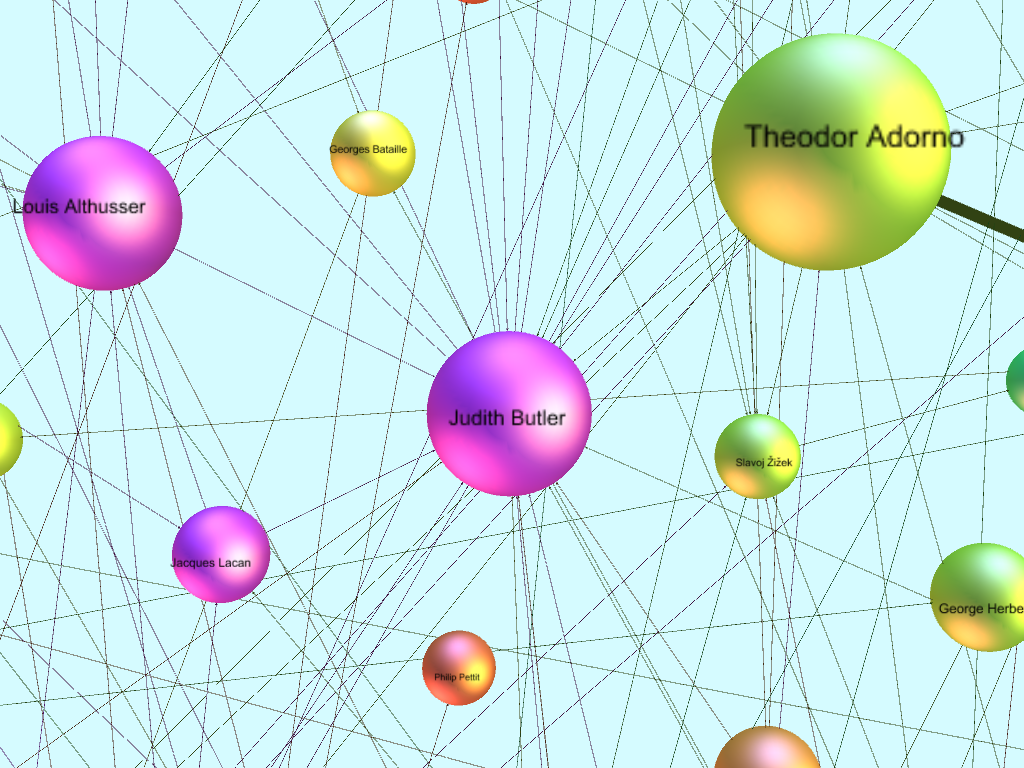 Theodor Adorno
Georges Bataille
Louis Althusser
Judith Butler
Slavoj Žižek
Jacques Lacan
George Herbe
Philip Pettit